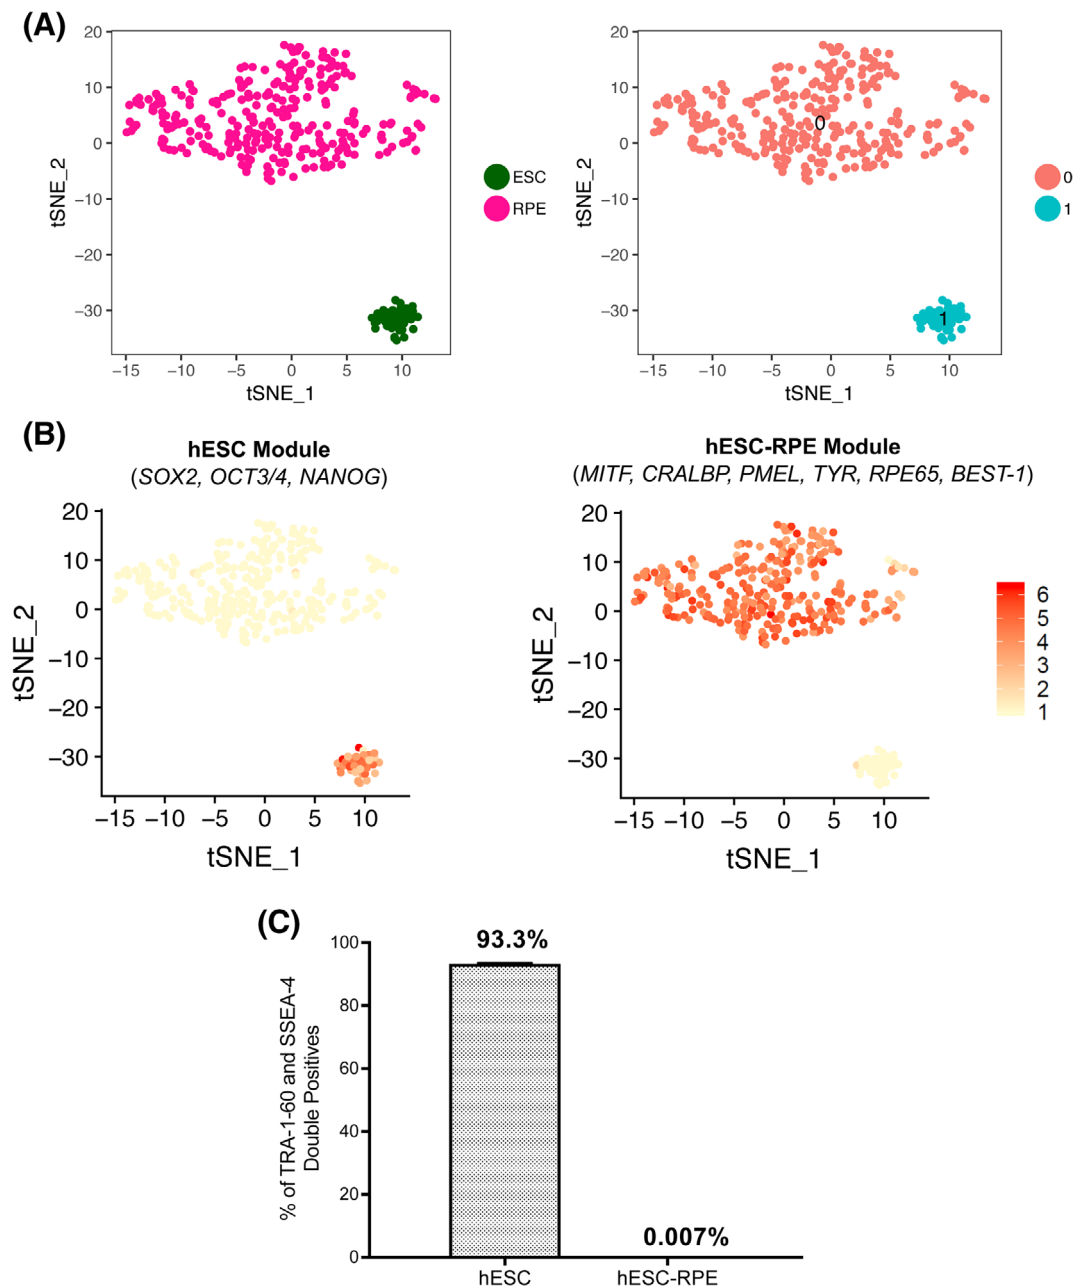 (A)
20
10
0
−10
−20
−30
tSNE_2
−15 −10 −5 0 5 10
tSNE_1
ESC
RPE
20
10
0
−10
−20
−30
tSNE_2
0
1
−15 −10 −5 0 5 10
tSNE_1
0
1
(B)
hESC Module
(SOX2, OCT3/4, NANOG)
20
10
0
−10
−20
−30
tSNE_2
−15 −10 −5 0 5 10
tSNE_1
hESC-RPE Module
(MITF, CRALBP, PMEL, TYR, RPE65, BEST-1)
20
10
0
−10
−20
−30
tSNE_2
−15 −10 −5 0 5 10
tSNE_1
6
5
4
3
2
1
(C)
% of TRA-1-60 and SSEA-4
Double Positives
100
80
60
40
20
0
93.3%
0.007%
hESC hESC-RPE